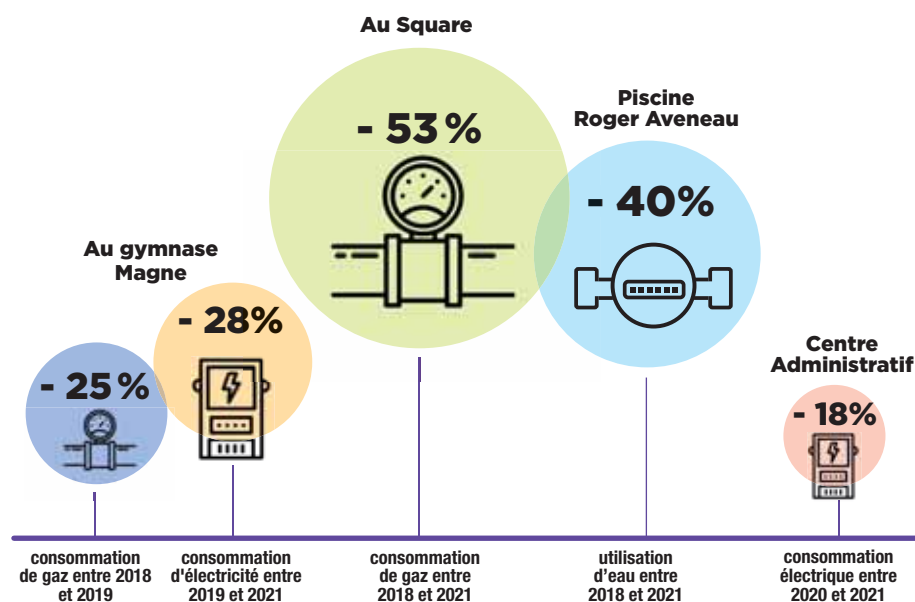 Au Square
- 53 %
Piscine
Roger Aveneau
- 40%
Au gymnase
Magne
- 28%
- 25 %
Centre
Administratif
- 18%
consommation
de gaz entre 2018
et 2019
consommation
d'électricité entre
2019 et 2021
consommation
de gaz entre
2018 et 2021
utilisation
d’eau entre
2018 et 2021
consommation
électrique entre
2020 et 2021